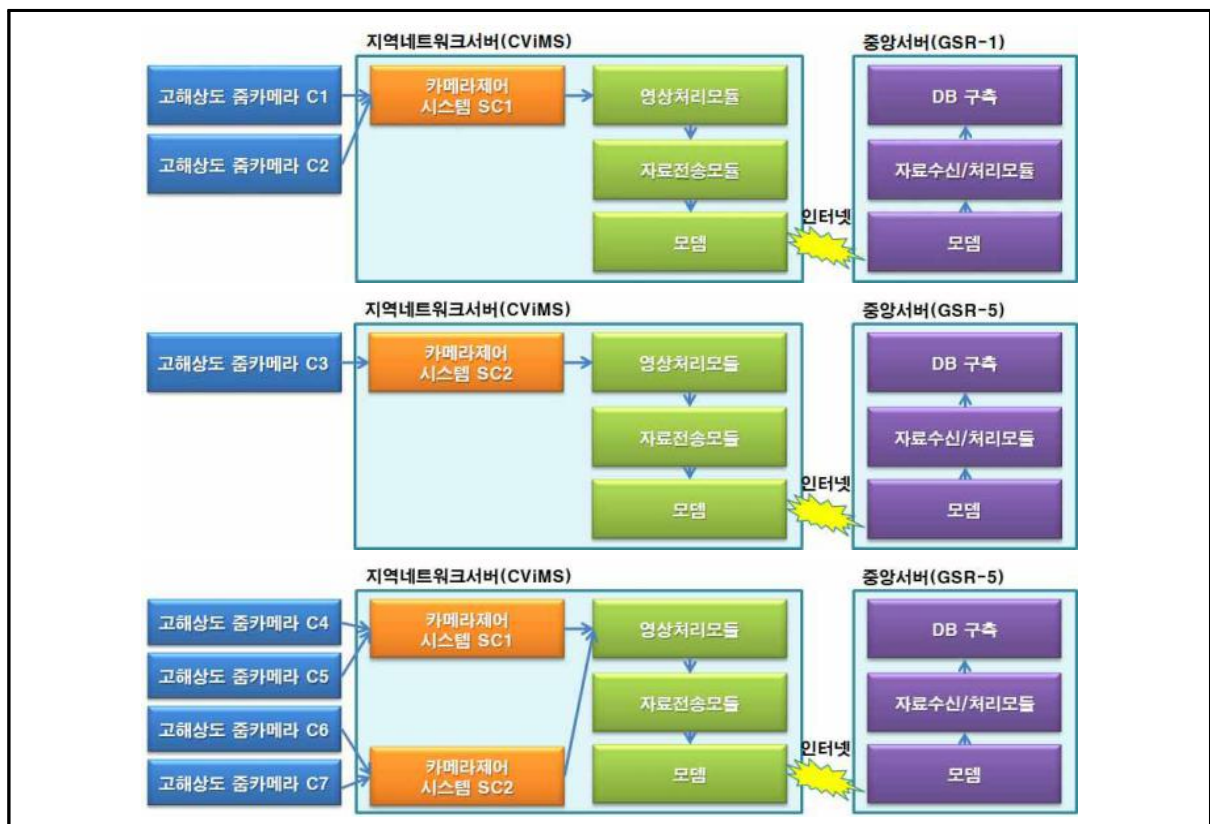 지역네트워크서버(CViMS)
중앙서버(GSR-1)
고해상도 줌카메라 C1
고해상도 줌카메라 C2
카메라제어
시스템 SC1
영상처리모듈
자료전송모듈
모뎀
인터넷
DB 구축
자료수신/처리모듈
모뎀
지역네트워크서버(CViMS)
중앙서버(GSR-5)
고해상도 줌카메라 C3
카메라제어
시스템 SC2
영상처리모듈
자료전송모듈
모뎀
인터넷
DB 구축
자료수신/처리모듈
모뎀
지역네트워크서버(CViMS)
중앙서버(GSR-5)
고해상도 줌카메라 C4
고해상도 줌카메라 C5
고해상도 줌카메라 C6
고해상도 줌카메라 C7
카메라제어
시스템 SC1
카메라제어
시스템 SC2
영상처리모듈
자료전송모듈
모뎀
인터넷
DB 구축
자료수신/처리모듈
모뎀